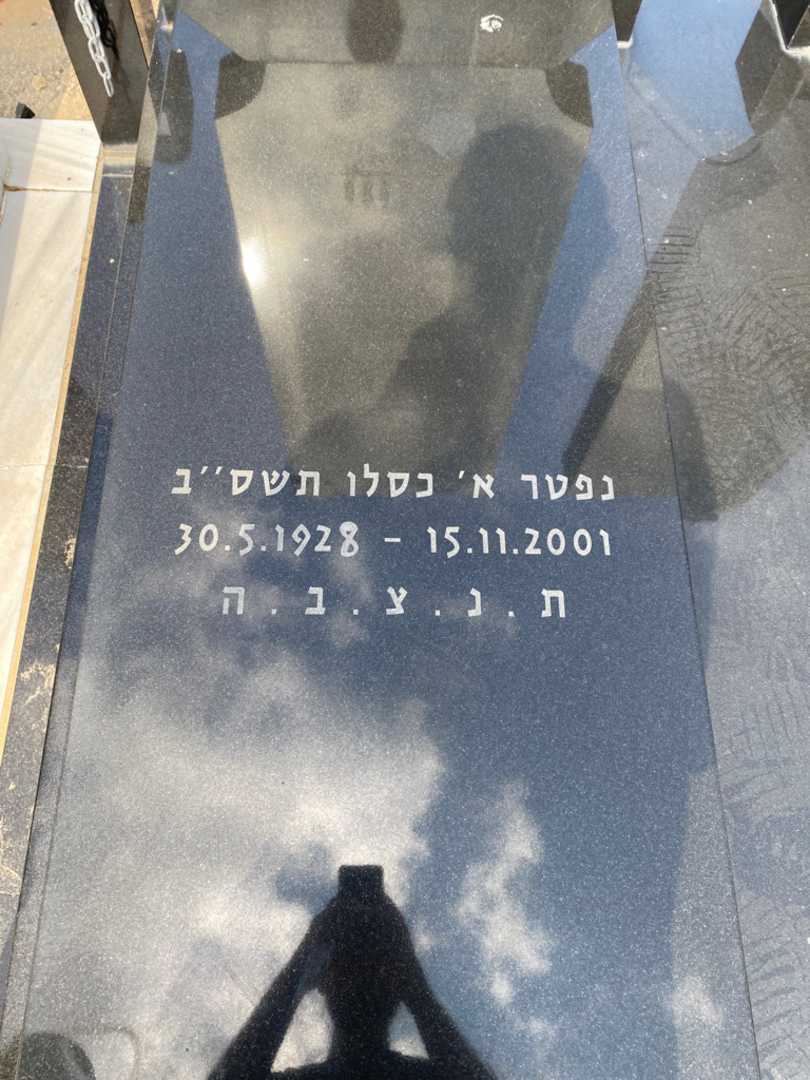 נפטר א' כסלו תשס''ב
30.5.1928 - 15.11.2001
ת.נ.צ.ב.ה